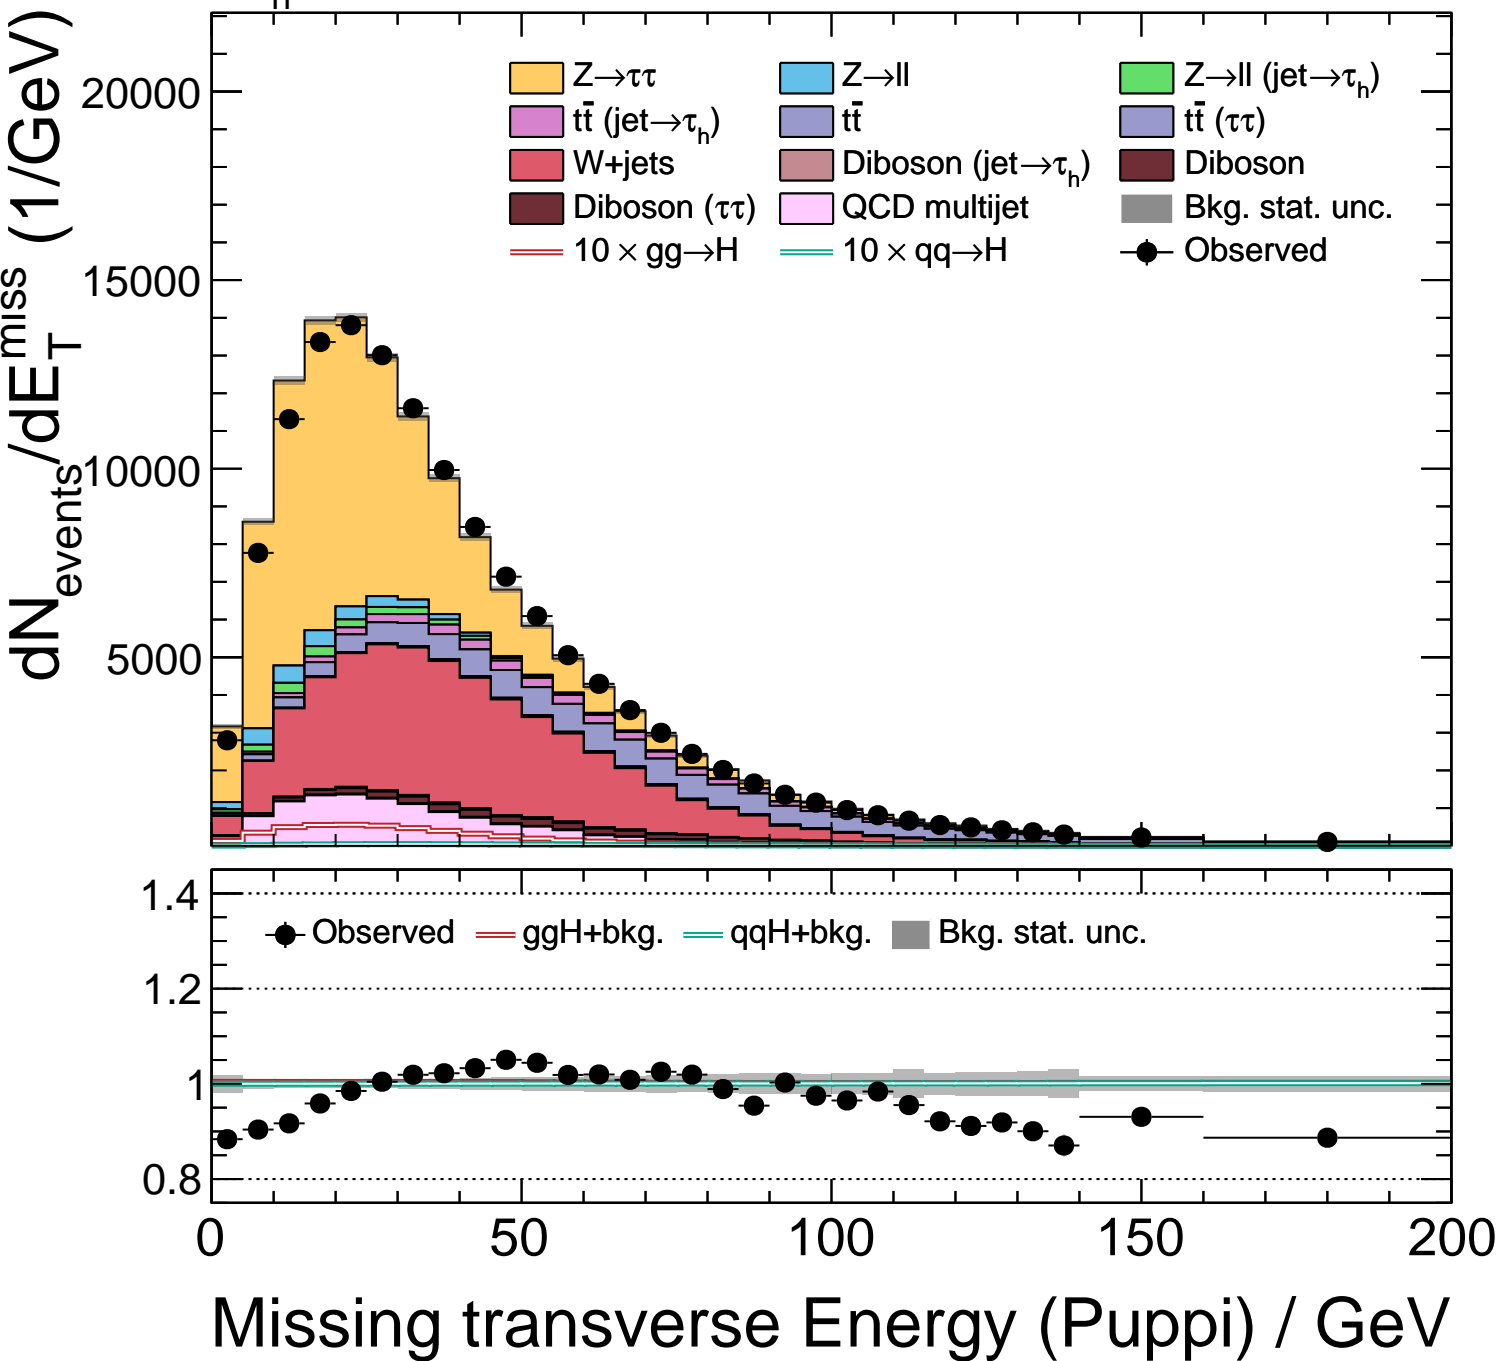 dN_events/dE_T^miss (1/GeV)
20000
15000
10000
5000
Z→ττ
Z→ll
Z→ll (jet→τ_h)
tt̄ (jet→τ_h)
tt̄
tt̄ (ττ)
W+jets
Diboson (jet→τ_h)
Diboson
Diboson (ττ)
QCD multijet
Bkg. stat. unc.
10 × gg→H
10 × qq→H
Observed
1.4
1.2
1
0.8
Observed
ggH+bkg.
qqH+bkg.
Bkg. stat. unc.
0 50 100 150 200
Missing transverse Energy (Puppi) / GeV